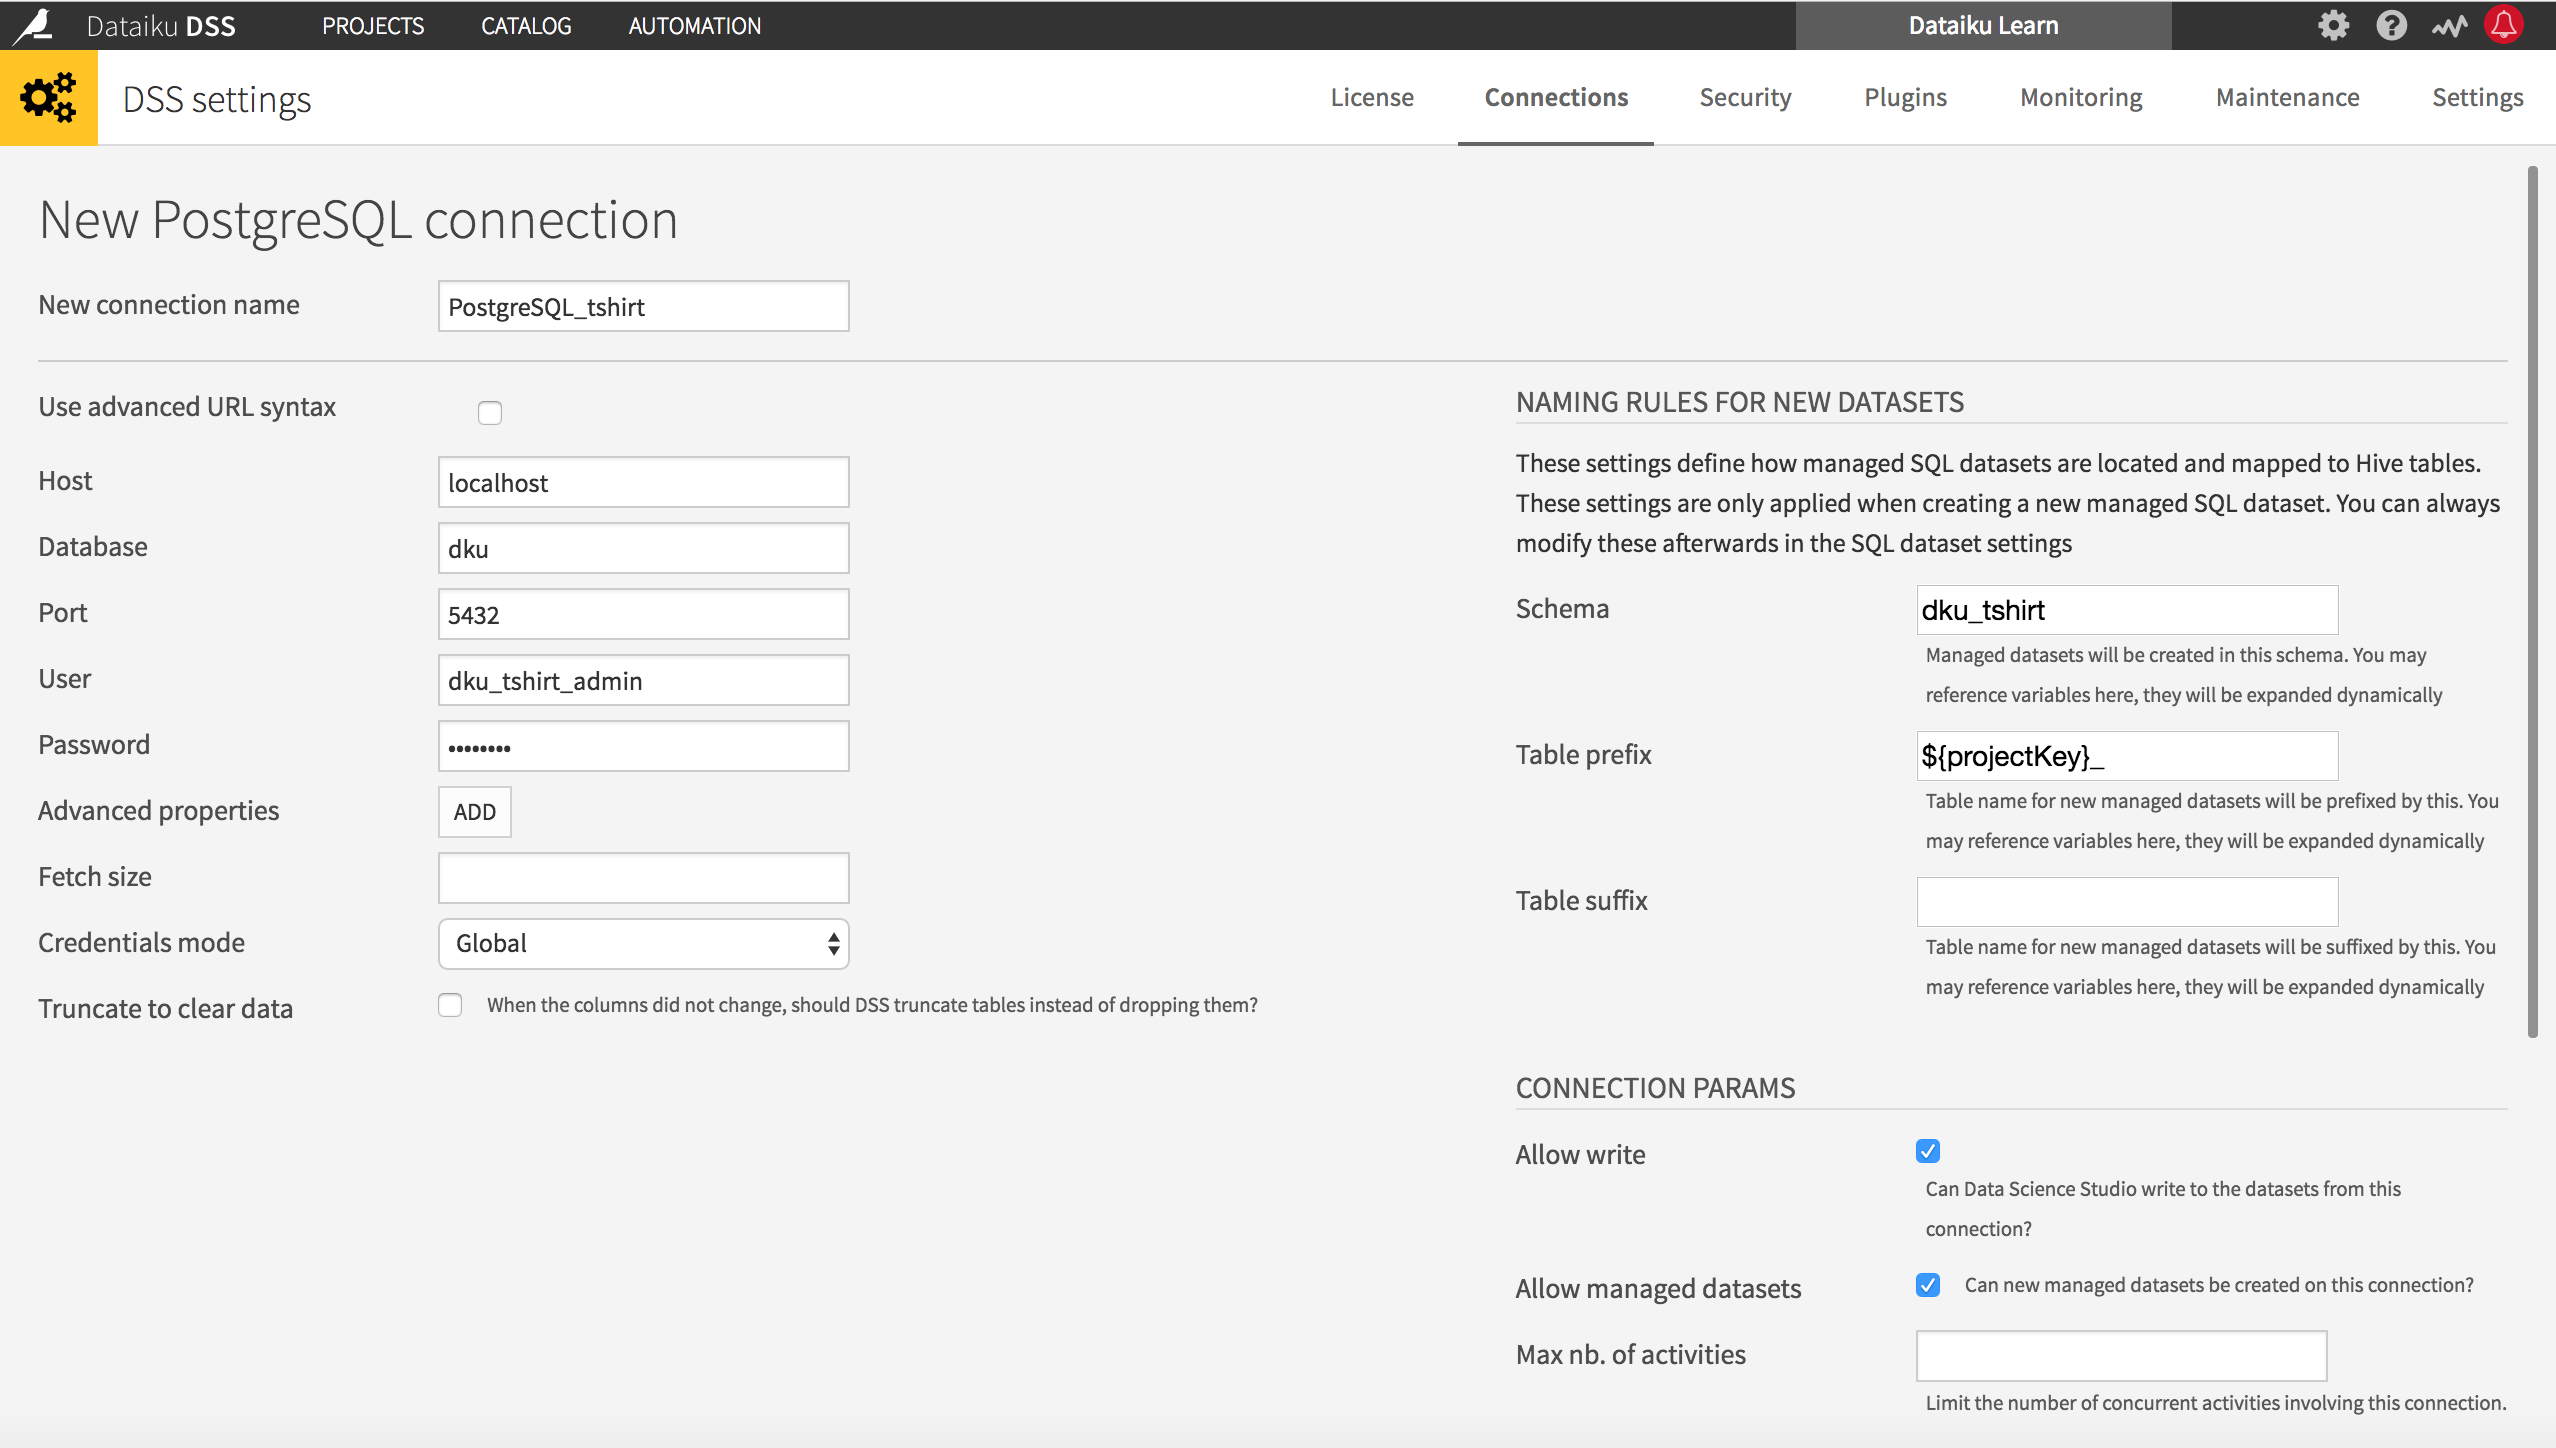 Dataiku DSS PROJECTS CATALOG AUTOMATION Dataiku Learn
DSS settings License Connections Security Plugins Monitoring Maintenance Settings
New PostgreSQL connection
New connection name PostgreSQL_tshirt
Use advanced URL syntax
Host localhost
Database dku
Port 5432
User dku_tshirt_admin
Password ••••••••
Advanced properties ADD
Fetch size
Credentials mode Global
Truncate to clear data When the columns did not change, should DSS truncate tables instead of dropping them?
NAMING RULES FOR NEW DATASETS
These settings define how managed SQL datasets are located and mapped to Hive tables.
These settings are only applied when creating a new managed SQL dataset. You can always
modify these afterwards in the SQL dataset settings
Schema dku_tshirt
Managed datasets will be created in this schema. You may
reference variables here, they will be expanded dynamically
Table prefix ${projectKey}_
Table name for new managed datasets will be prefixed by this. You
may reference variables here, they will be expanded dynamically
Table suffix
Table name for new managed datasets will be suffixed by this. You
may reference variables here, they will be expanded dynamically
CONNECTION PARAMS
Allow write
Can Data Science Studio write to the datasets from this
connection?
Allow managed datasets Can new managed datasets be created on this connection?
Max nb. of activities
Limit the number of concurrent activities involving this connection.